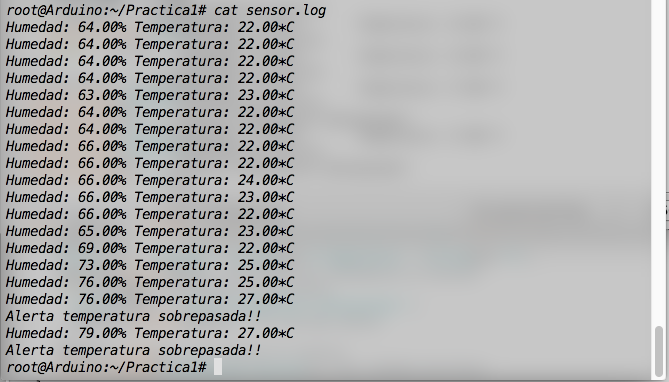 root@Arduino:~/Practica1# cat sensor.log
Humedad: 64.00% Temperatura: 22.00*C
Humedad: 64.00% Temperatura: 22.00*C
Humedad: 64.00% Temperatura: 22.00*C
Humedad: 64.00% Temperatura: 22.00*C
Humedad: 63.00% Temperatura: 23.00*C
Humedad: 64.00% Temperatura: 22.00*C
Humedad: 64.00% Temperatura: 22.00*C
Humedad: 66.00% Temperatura: 22.00*C
Humedad: 66.00% Temperatura: 22.00*C
Humedad: 66.00% Temperatura: 24.00*C
Humedad: 66.00% Temperatura: 23.00*C
Humedad: 66.00% Temperatura: 22.00*C
Humedad: 65.00% Temperatura: 23.00*C
Humedad: 69.00% Temperatura: 22.00*C
Humedad: 73.00% Temperatura: 25.00*C
Humedad: 76.00% Temperatura: 25.00*C
Humedad: 76.00% Temperatura: 27.00*C
Alerta temperatura sobrepasada!!
Humedad: 79.00% Temperatura: 27.00*C
Alerta temperatura sobrepasada!!
root@Arduino:~/Practica1#